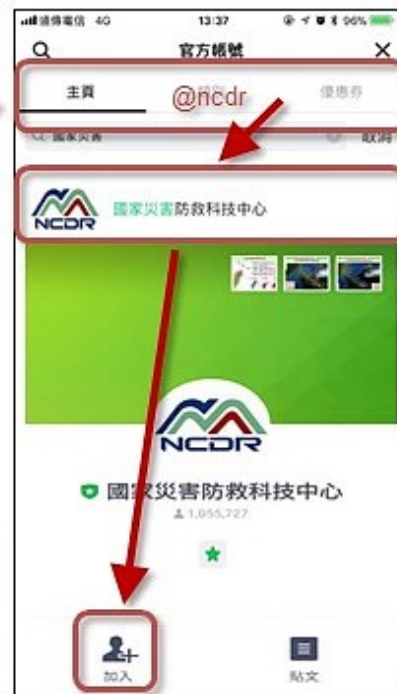 遠傳電信 4G 13:37 96%
官方帳號
主頁
優惠券
@ncdr
國家災害
取消
NCDR 國家災害防救科技中心
NCDR
國家災害防救科技中心
1,055,727
加入 貼文